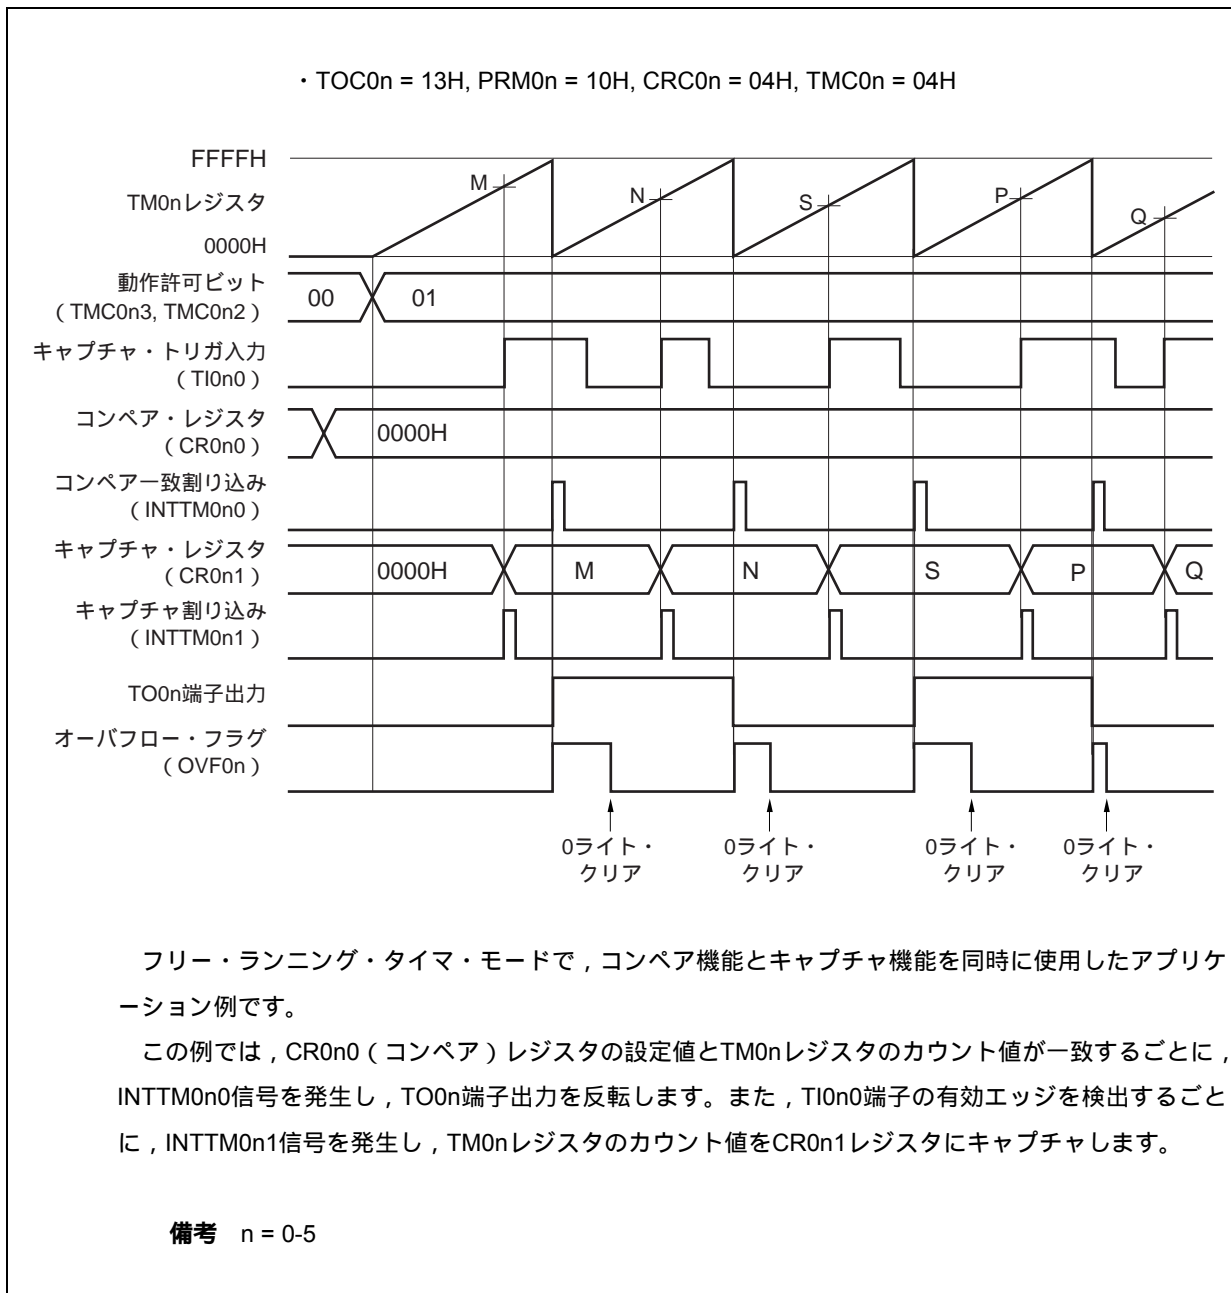 ・TOC0n = 13H, PRM0n = 10H, CRC0n = 04H, TMC0n = 04H
FFFFH
TM0nレジスタ
0000H
M
N
S
P
Q
動作許可ビット
（TMC0n3, TMC0n2）
00
01
キャプチャ・トリガ入力
（TI0n0）
コンペア・レジスタ
（CR0n0）
0000H
コンペア一致割り込み
（INTTM0n0）
キャプチャ・レジスタ
（CR0n1）
0000H
M
N
S
P
Q
キャプチャ割り込み
（INTTM0n1）
TO0n端子出力
オーバフロー・フラグ
（OVF0n）
0ライト・
クリア
0ライト・
クリア
0ライト・
クリア
0ライト・
クリア
フリー・ランニング・タイマ・モードで，コンペア機能とキャプチャ機能を同時に使用したアプリケ
ーション例です。
この例では，CR0n0（コンペア）レジスタの設定値とTM0nレジスタのカウント値が一致するごとに，
INTTM0n0信号を発生し，TO0n端子出力を反転します。また，TI0n0端子の有効エッジを検出するごと
に，INTTM0n1信号を発生し，TM0nレジスタのカウント値をCR0n1レジスタにキャプチャします。
備考　n = 0-5